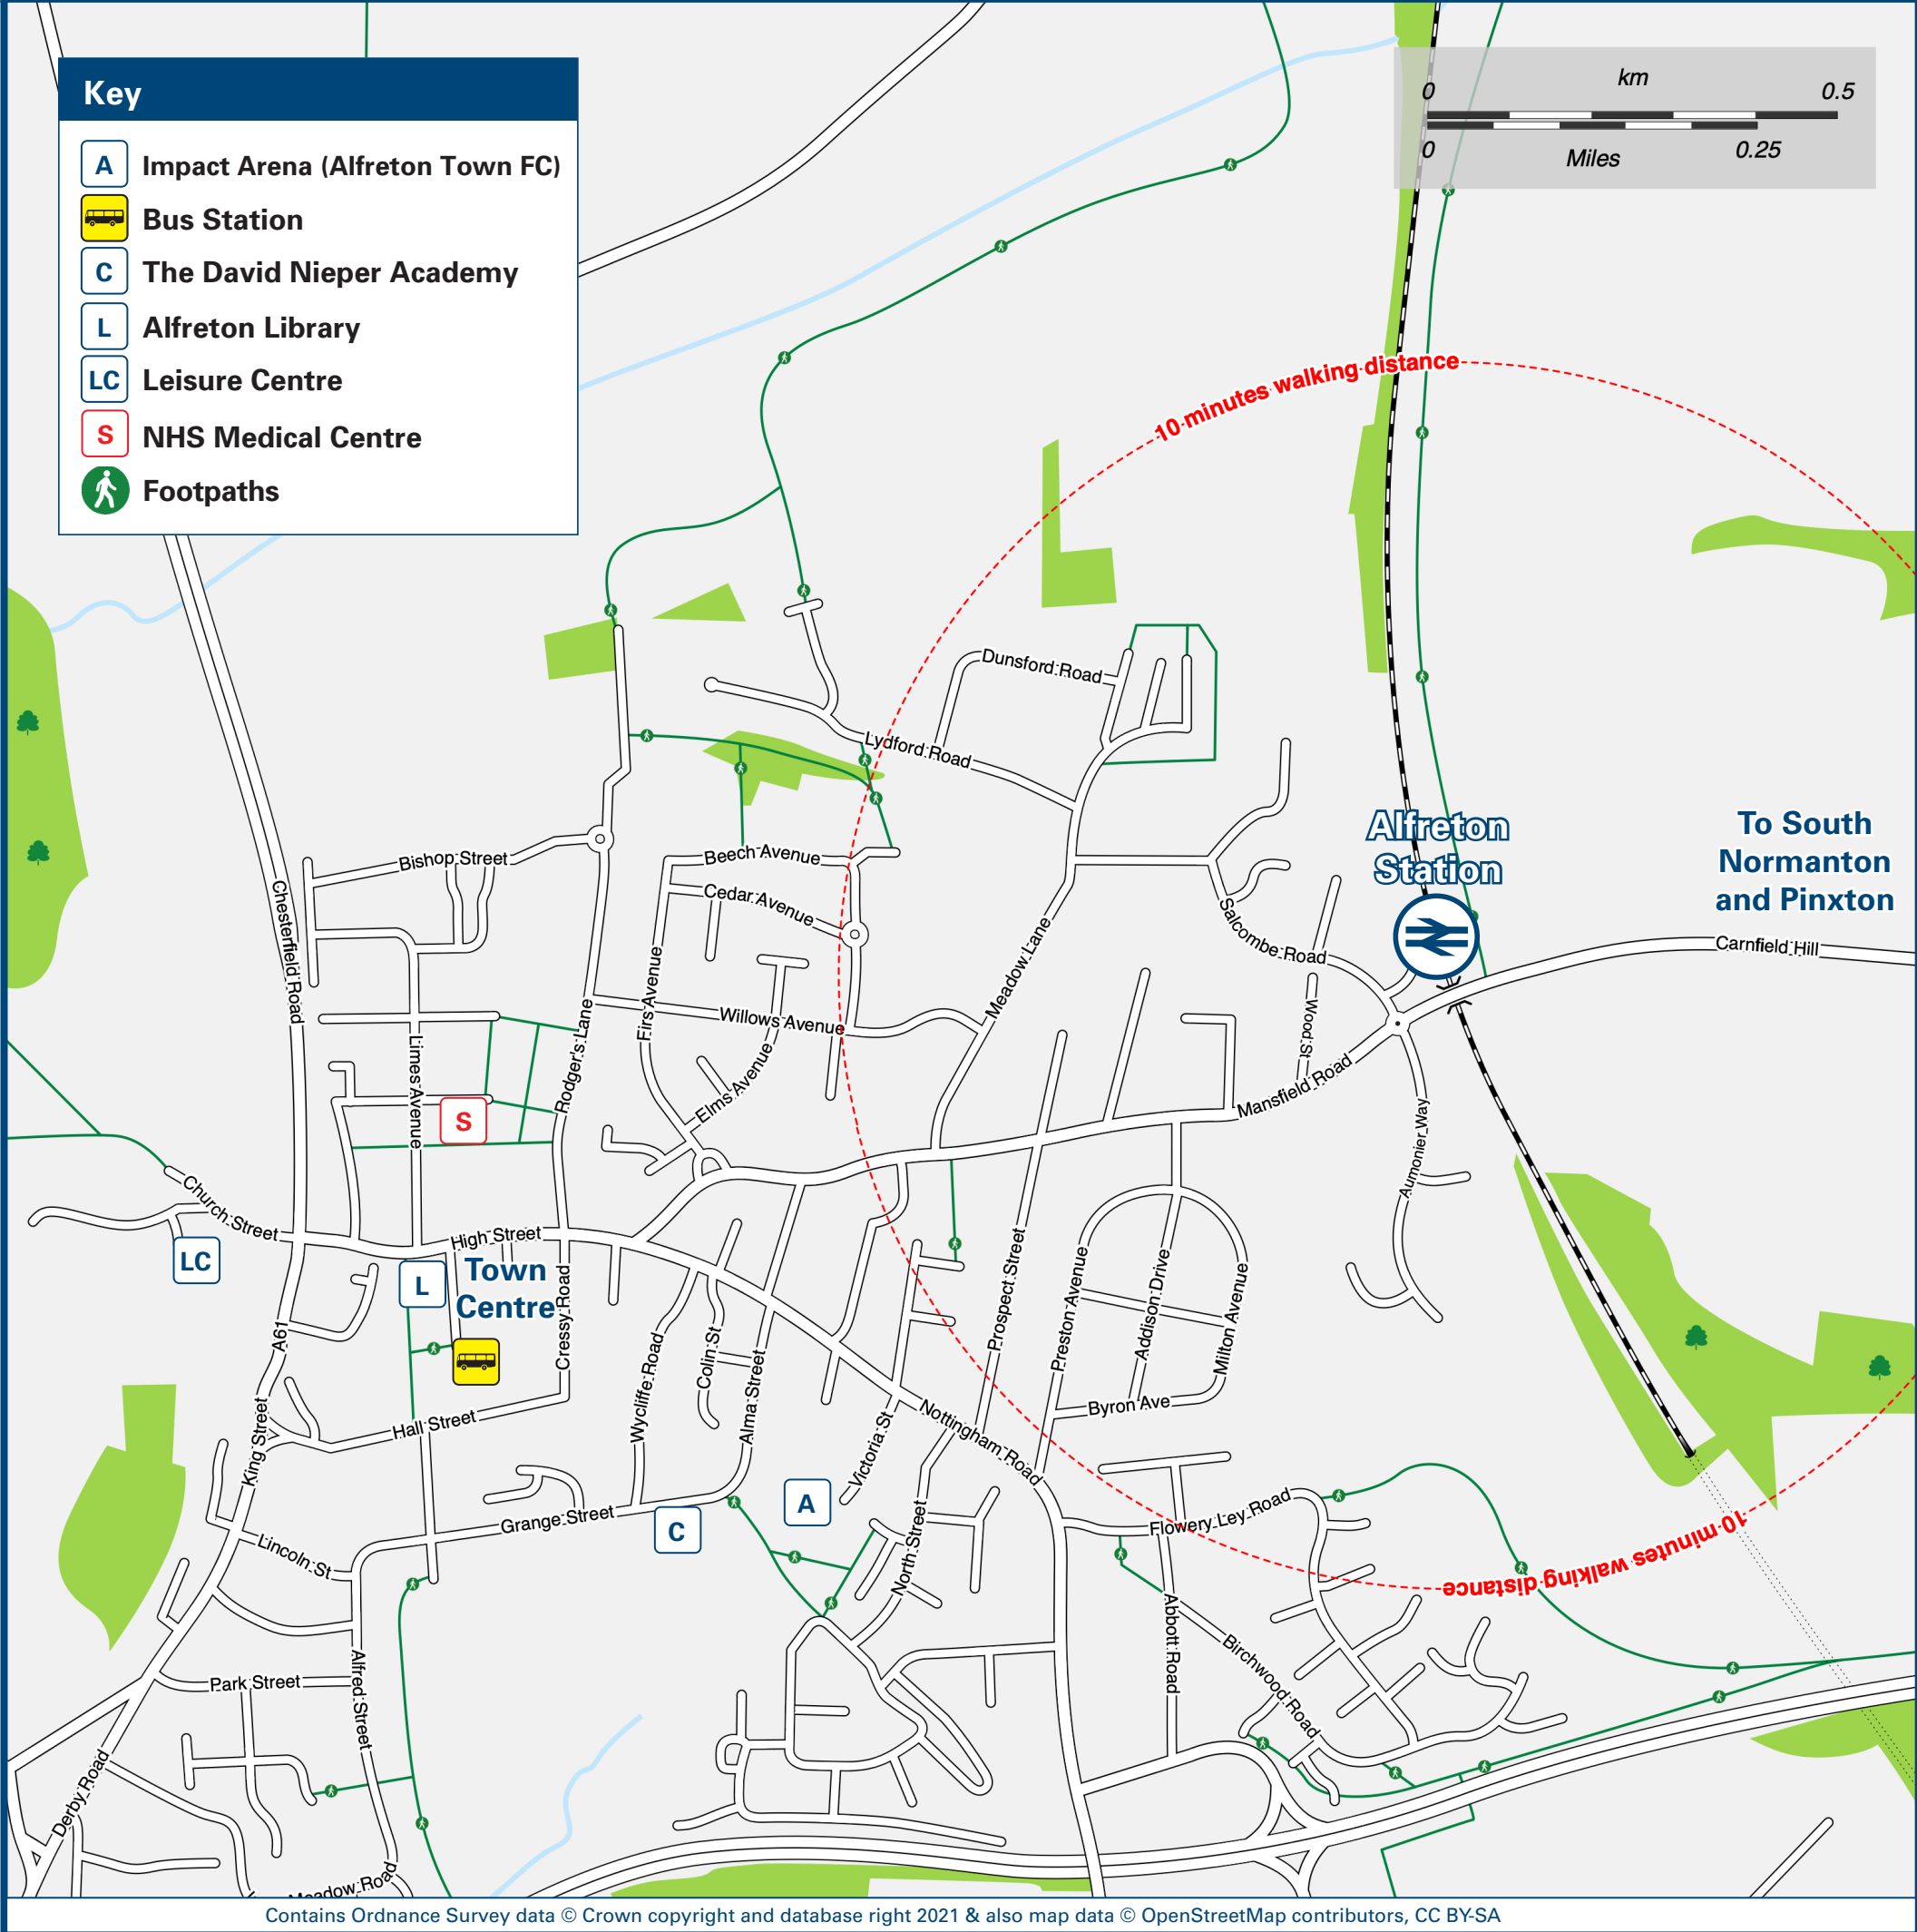 Key
A Impact Arena (Alfreton Town FC)
Bus Station
C The David Nieper Academy
L Alfreton Library
LC Leisure Centre
S NHS Medical Centre
Footpaths
km
0 0.5
0 0.25
Miles
10 minutes walking distance
Dunsford Road
Lydford Road
Alfreton
Station
To South
Normanton
and Pinxton
Carnfield Hill
Bishop Street
Beech Avenue
Cedar Avenue
Chesterfield Road
Salcombe Road
Meadow Lane
Firs Avenue
Willows Avenue
Rodger's Lane
Wood St
Limes Avenue
Elms Avenue
Mansfield Road
S
Aumonier Way
Church Street
High Street
LC
L
Town
Centre
Cressy Road
Prospect Street
Preston Avenue
Addison Drive
Milton Avenue
A61
Wycliffe Road
Colin St
Alma Street
Byron Ave
Hall Street
King Street
Victoria St
Nottingham Road
A
C
Grange Street
North Street
Flowery Ley Road
10 minutes walking distance
Lincoln St
Abbott Road
Birchwood Road
Park Street
Alfred Street
Derby Road
Meadow Road
Contains Ordnance Survey data © Crown copyright and database right 2021 & also map data © OpenStreetMap contributors, CC BY-SA